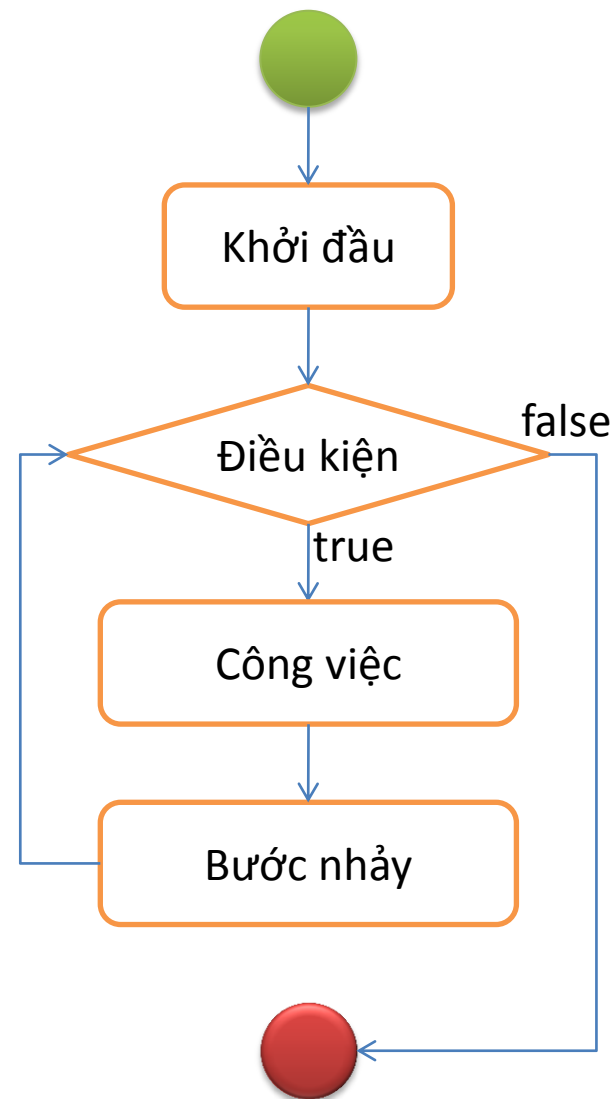 Khởi đầu
false
Điều kiện
true
Công việc
Bước nhảy